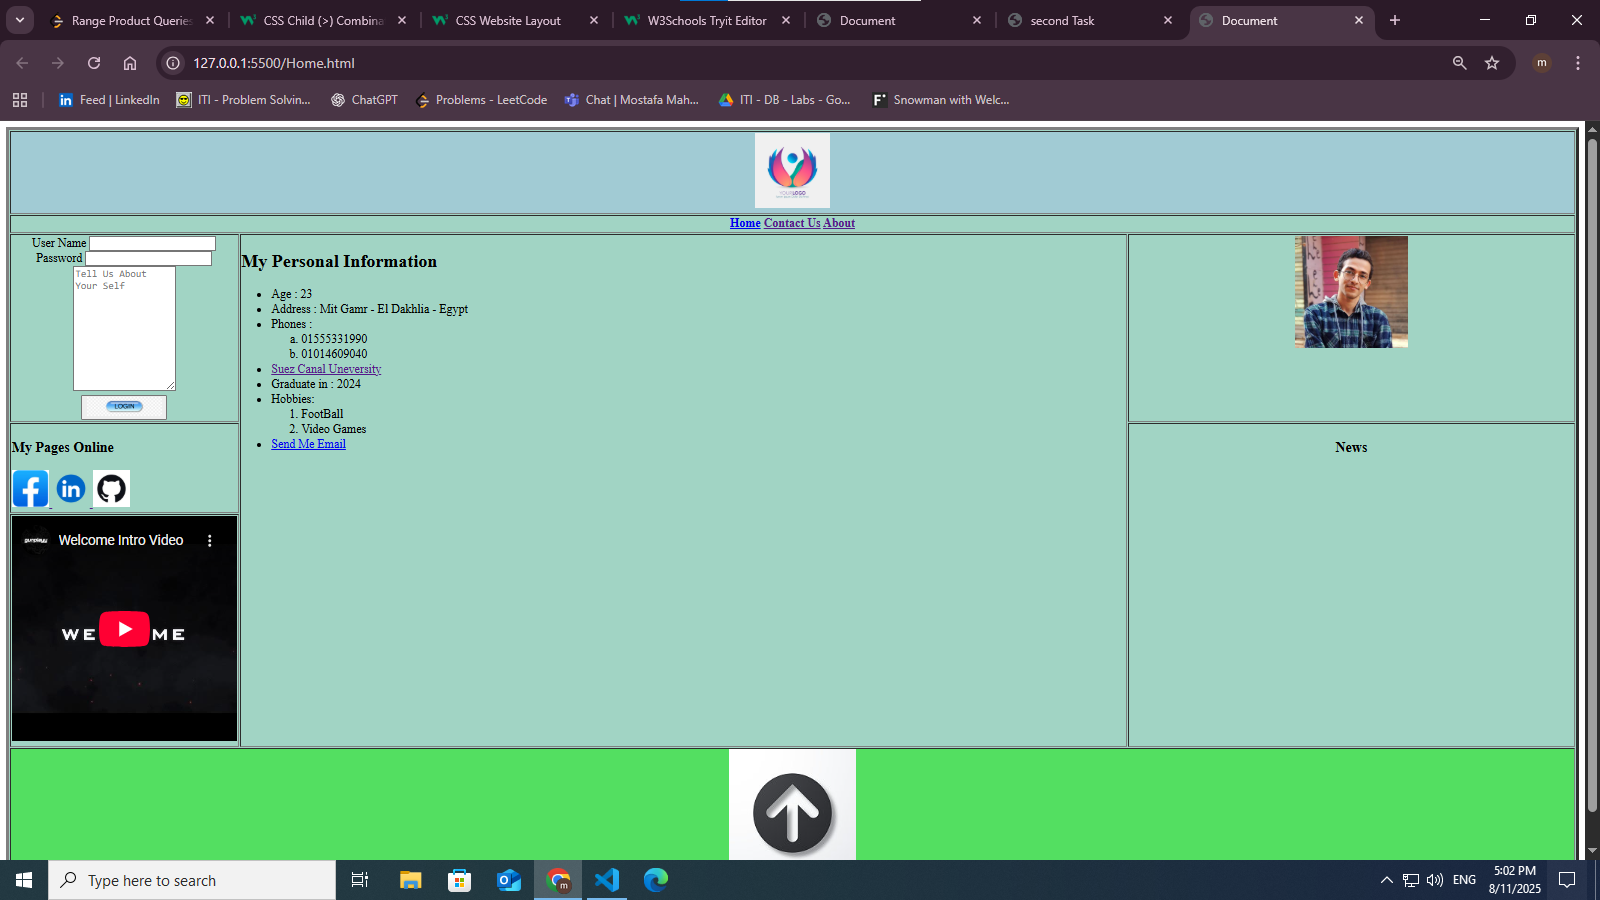 Range Product Queries
CSS Child (>) Combina
CSS Website Layout
W3Schools Tryit Editor
Document
second Task
Document
127.0.0.1:5500/Home.html
m
Feed | LinkedIn
ITI - Problem Solvin...
ChatGPT
Problems - LeetCode
Chat | Mostafa Mah...
ITI - DB - Labs - Go...
Snowman with Welc...
YOURLOGO
Home Contact Us About
User Name
Password
Tell Us About
Your Self
LOGIN
My Personal Information
Age : 23
Address : Mit Gamr - El Dakhlia - Egypt
Phones :
a. 01555331990
b. 01014609040
Suez Canal Uneversity
Graduate in : 2024
Hobbies:
1. FootBall
2. Video Games
Send Me Email
My Pages Online
News
Welcome Intro Video
WE ME
Type here to search
ENG
5:02 PM
8/11/2025